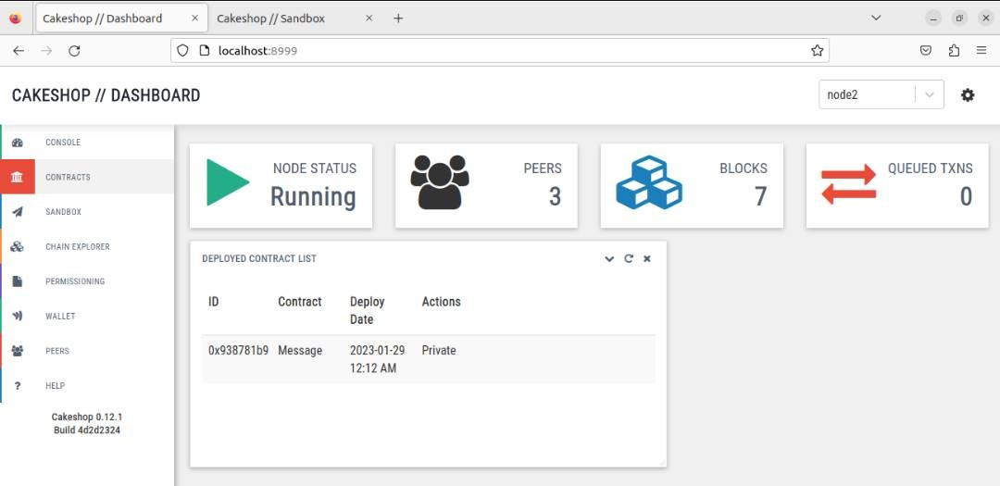 Cakeshop // Dashboard
Cakeshop // Sandbox
localhost:8999
CAKESHOP // DASHBOARD
node2
CONSOLE
CONTRACTS
SANDBOX
CHAIN EXPLORER
PERMISSIONING
WALLET
PEERS
HELP
Cakeshop 0.12.1
Build 4d2d2324
NODE STATUS
Running
PEERS
3
BLOCKS
7
QUEUED TXNS
0
DEPLOYED CONTRACT LIST
ID Contract Deploy Actions
Date
0x938781b9 Message 2023-01-29 Private
12:12 AM